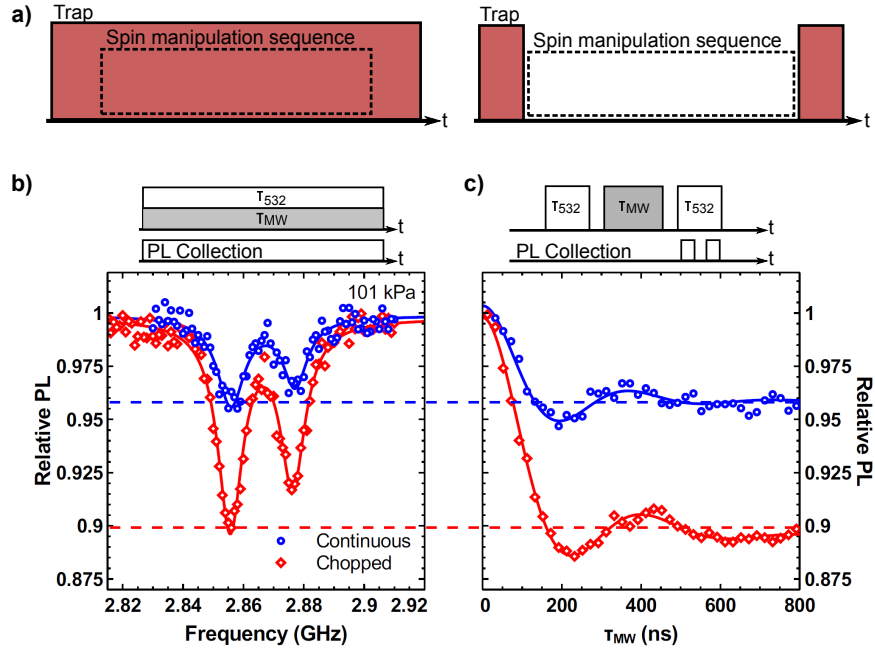 a)
Trap
Spin manipulation sequence
t
Trap
Spin manipulation sequence
t
b)
τ532
τMW
t
PL Collection
t
c)
τ532
τMW
τ532
t
PL Collection
t
101 kPa
1
0.975
0.95
0.925
0.9
0.875
Relative PL
Continuous
Chopped
2.82
2.84
2.86
2.88
2.9
2.92
Frequency (GHz)
1
0.975
0.95
0.925
0.9
0.875
Relative PL
0
200
400
600
800
τMW (ns)